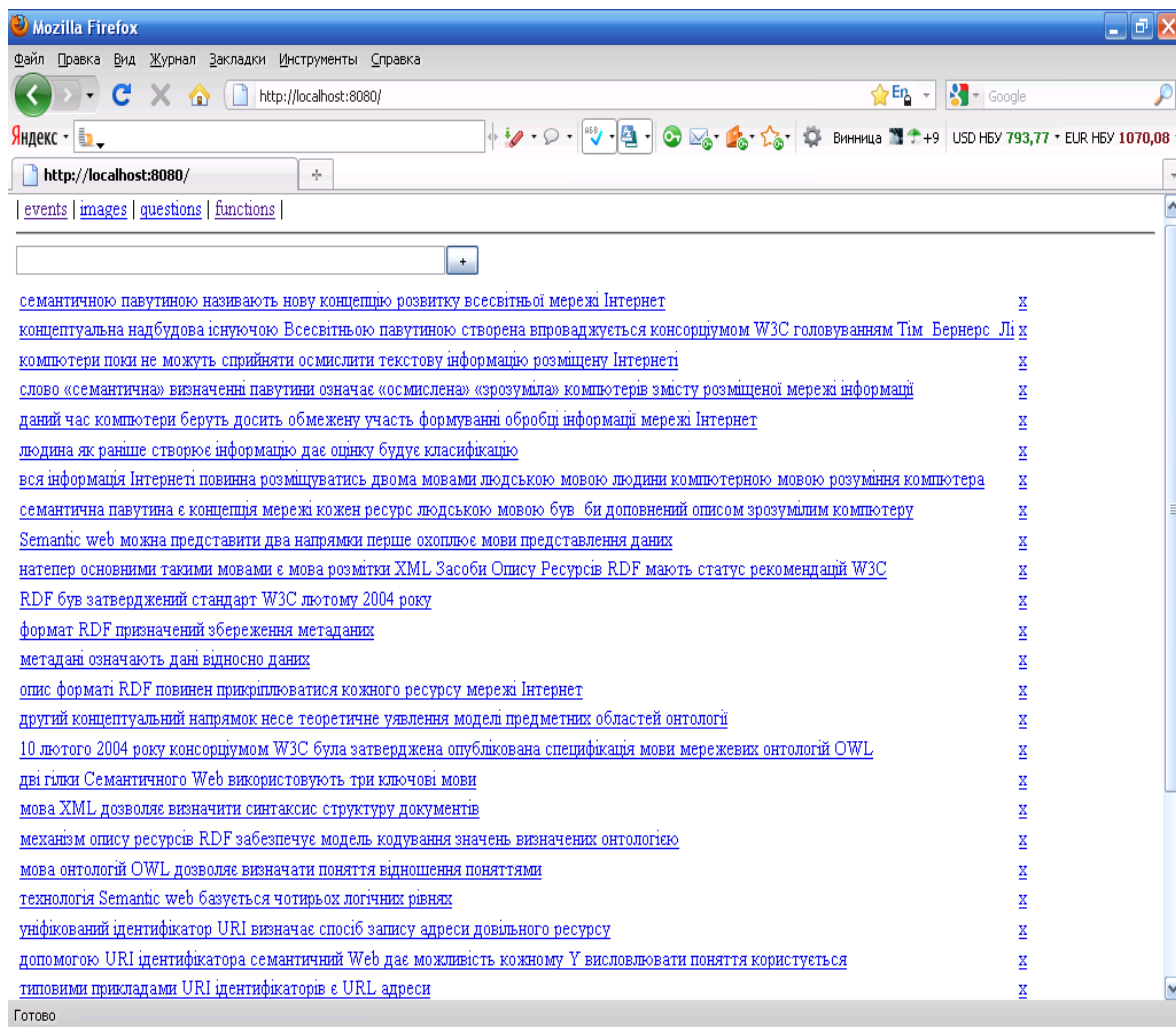 Mozilla Firefox
Файл Правка Вид Журнал Закладки Инструменты Справка
http://localhost:8080/ En Google
Яндекс Винница +9 USD НБУ 793,77 EUR НБУ 1070,08
http://localhost:8080/
| events | images | questions | functions |
+
семантичною павутиною називають нову концепцію розвитку всесвітньої мережі Інтернет x
концептуальна надбудова існуючою Всесвітньою павутиною створена впроваджується консорціумом W3C головуванням Тім Бернерс Лі x
компютери поки не можуть сприйняти осмислити текстову інформацію розміщену Інтернеті x
слово «семантична» визначенні павутини означає «осмислена» «зрозуміла» компютерів змісту розміщеної мережі інформації x
даний час компютери беруть досить обмежену участь формуванні обробці інформації мережі Інтернет x
людина як раніше створює інформацію дає оцінку будує класифікацію x
вся інформація Інтернеті повинна розміщуватись двома мовами людською мовою людини компютерною мовою розуміння компютера x
семантична павутина є концепція мережі кожен ресурс людською мовою був би доповнений описом зрозумілим компютеру x
Semantic web можна представити два напрямки перше охоплює мови представлення даних x
натепер основними такими мовами є мова розмітки XML Засоби Опису Ресурсів RDF мають статус рекомендацій W3C x
RDF був затверджений стандарт W3C лютому 2004 року x
формат RDF призначений збереження метаданих x
метадані означають дані відносно даних x
опис форматі RDF повинен прикріплюватися кожного ресурсу мережі Інтернет x
другий концептуальний напрямок несе теоретичне уявлення моделі предметних областей онтології x
10 лютого 2004 року консорціумом W3C була затверджена опублікована специфікація мови мережевих онтологій OWL x
дві гілки Семантичного Web використовують три ключові мови x
мова XML дозволяє визначити синтаксис структуру документів x
механізм опису ресурсів RDF забезпечує модель кодування значень визначених онтологією x
мова онтологій OWL дозволяє визначати поняття відношення поняттями x
технологія Semantic web базується чотирьох логічних рівнях x
уніфікований ідентифікатор URI визначає спосіб запису адреси довільного ресурсу x
допомогою URI ідентифікатора семантичний Web дає можливість кожному Y висловлювати поняття користується x
типовими прикладами URI ідентифікаторів є URL адреси x
Готово